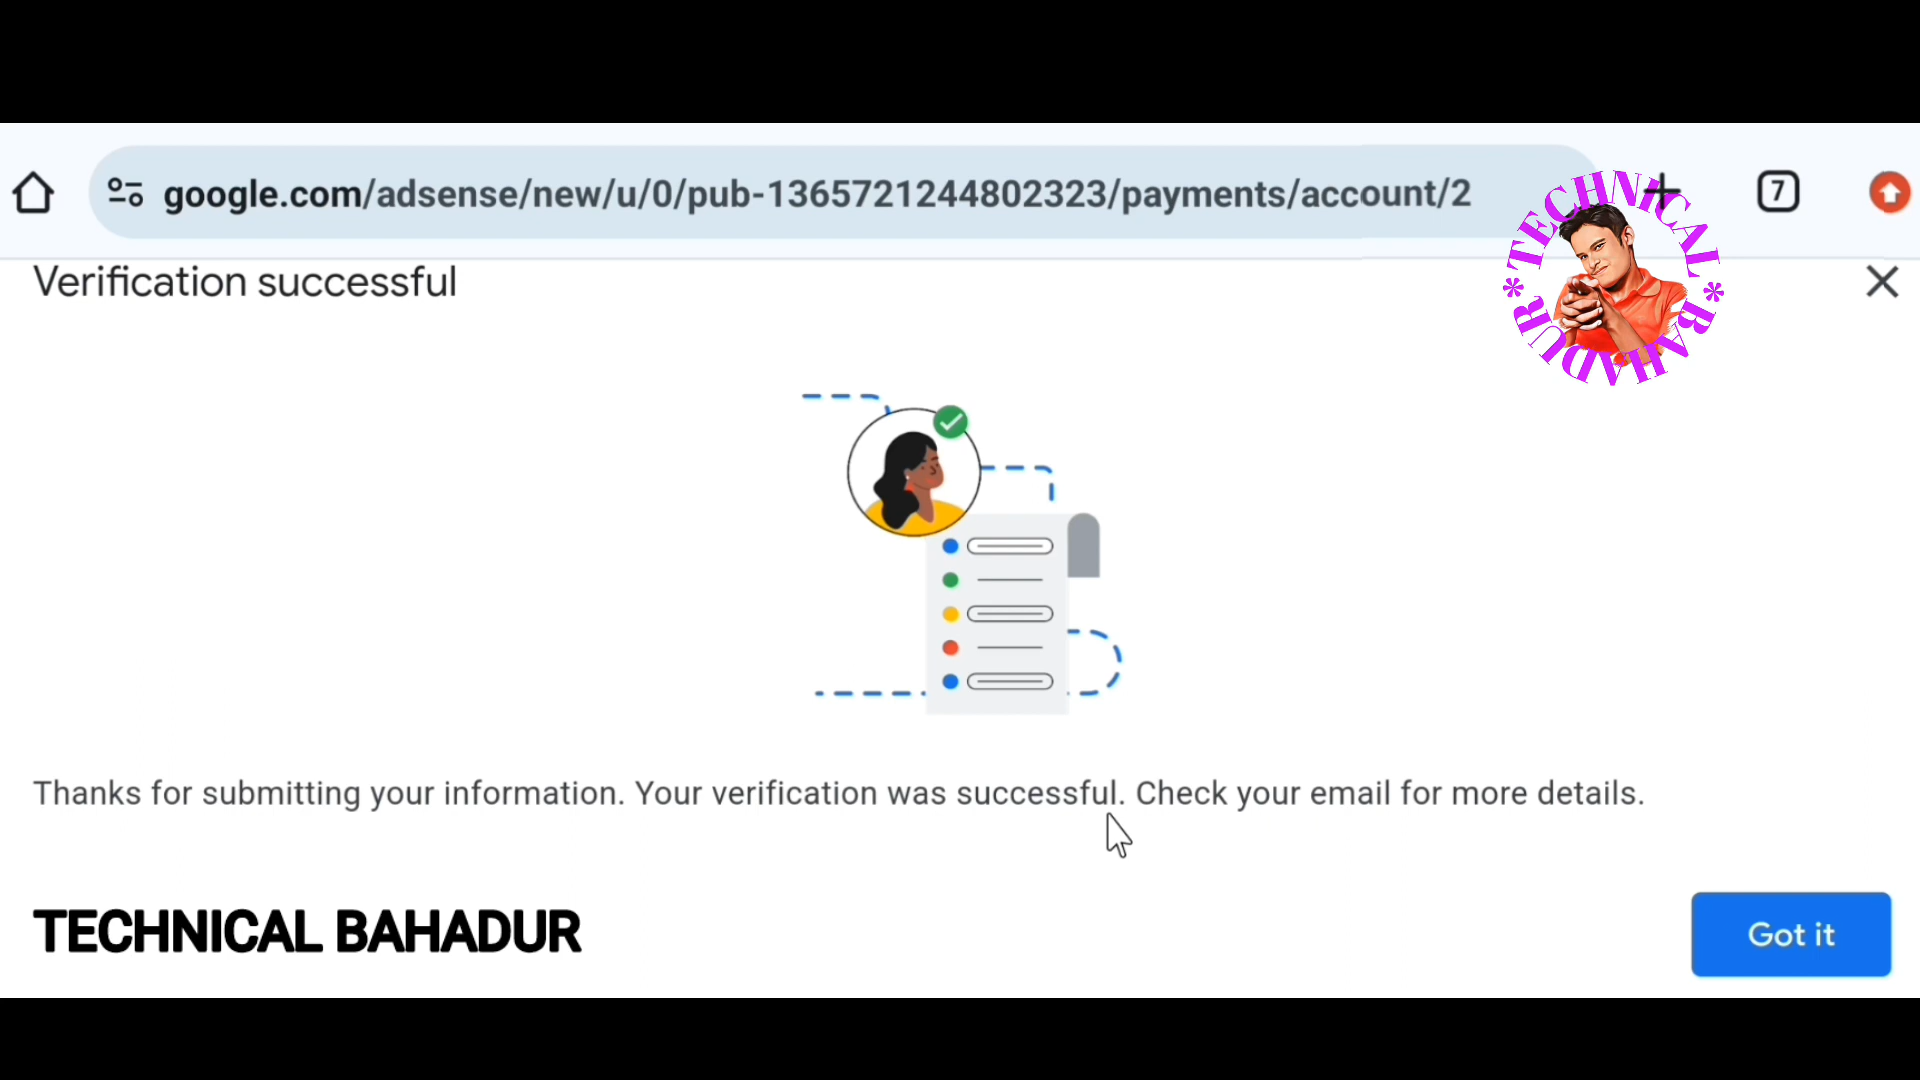 google.com/adsense/new/u/0/pub-1365721244802323/payments/account/2
7
*TECHNICAL*
BAHADUR
Verification successful
Thanks for submitting your information. Your verification was successful. Check your email for more details.
TECHNICAL BAHADUR
Got it